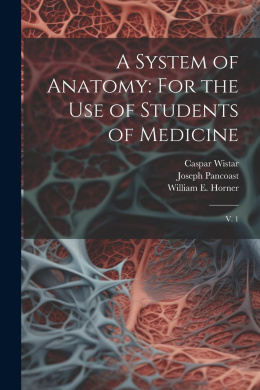 A System of
Anatomy: For the
Use of Students
of Medicine
Caspar Wistar
Joseph Pancoast
William E. Horner
V. 1